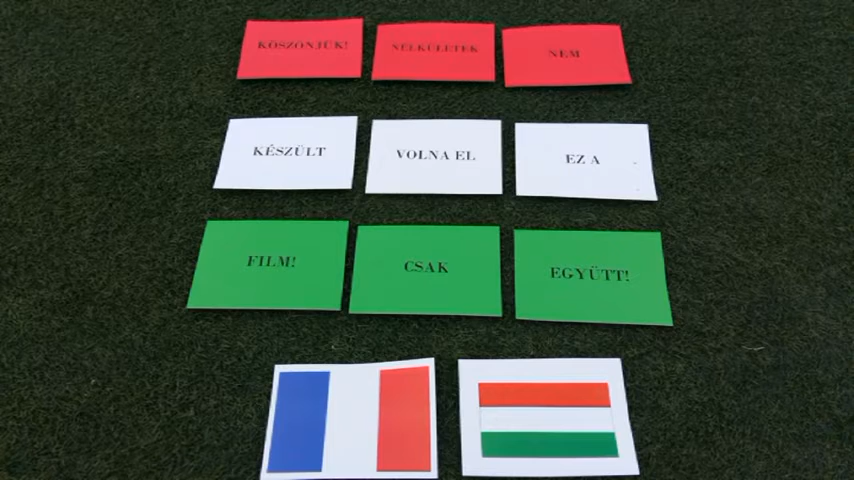 KÖSZÖNJÜK! NÉLKÜLETEK NEM
KÉSZÜLT VOLNA EL EZ A
FILM! CSAK EGYÜTT!